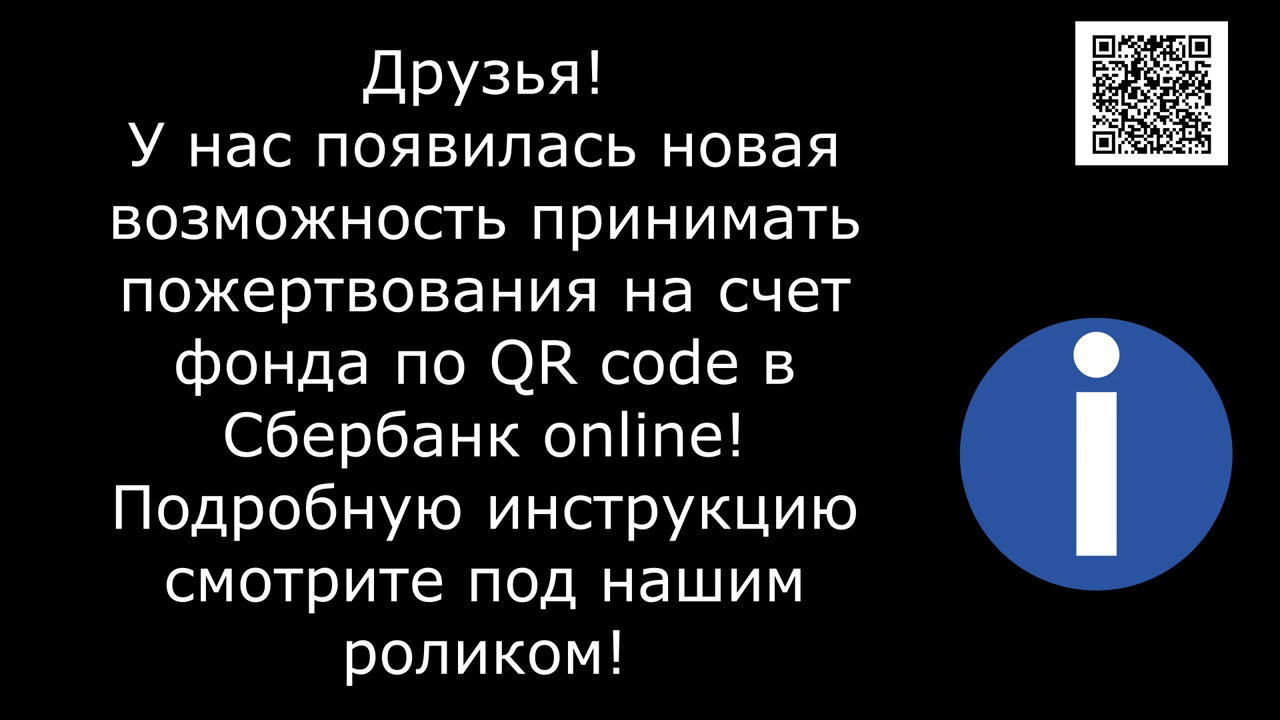 Друзья!
У нас появилась новая
возможность принимать
пожертвования на счет
фонда по QR code в
Сбербанк online!
Подробную инструкцию
смотрите под нашим
роликом!
i